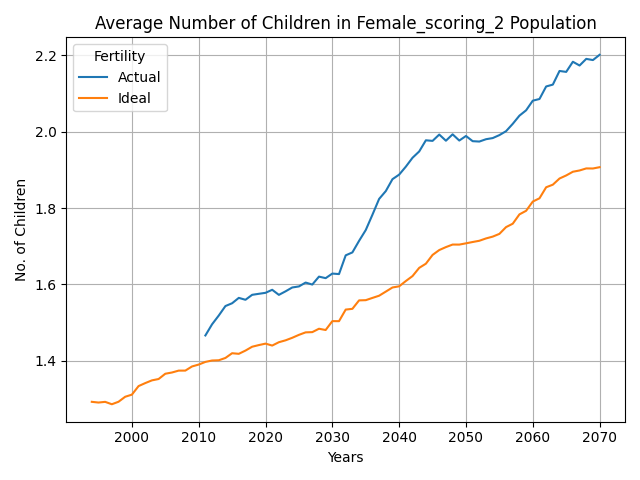 Average Number of Children in Female_scoring_2 Population
Fertility
Actual
Ideal
No. of Children
2.2
2.0
1.8
1.6
1.4
2000 2010 2020 2030 2040 2050 2060 2070
Years